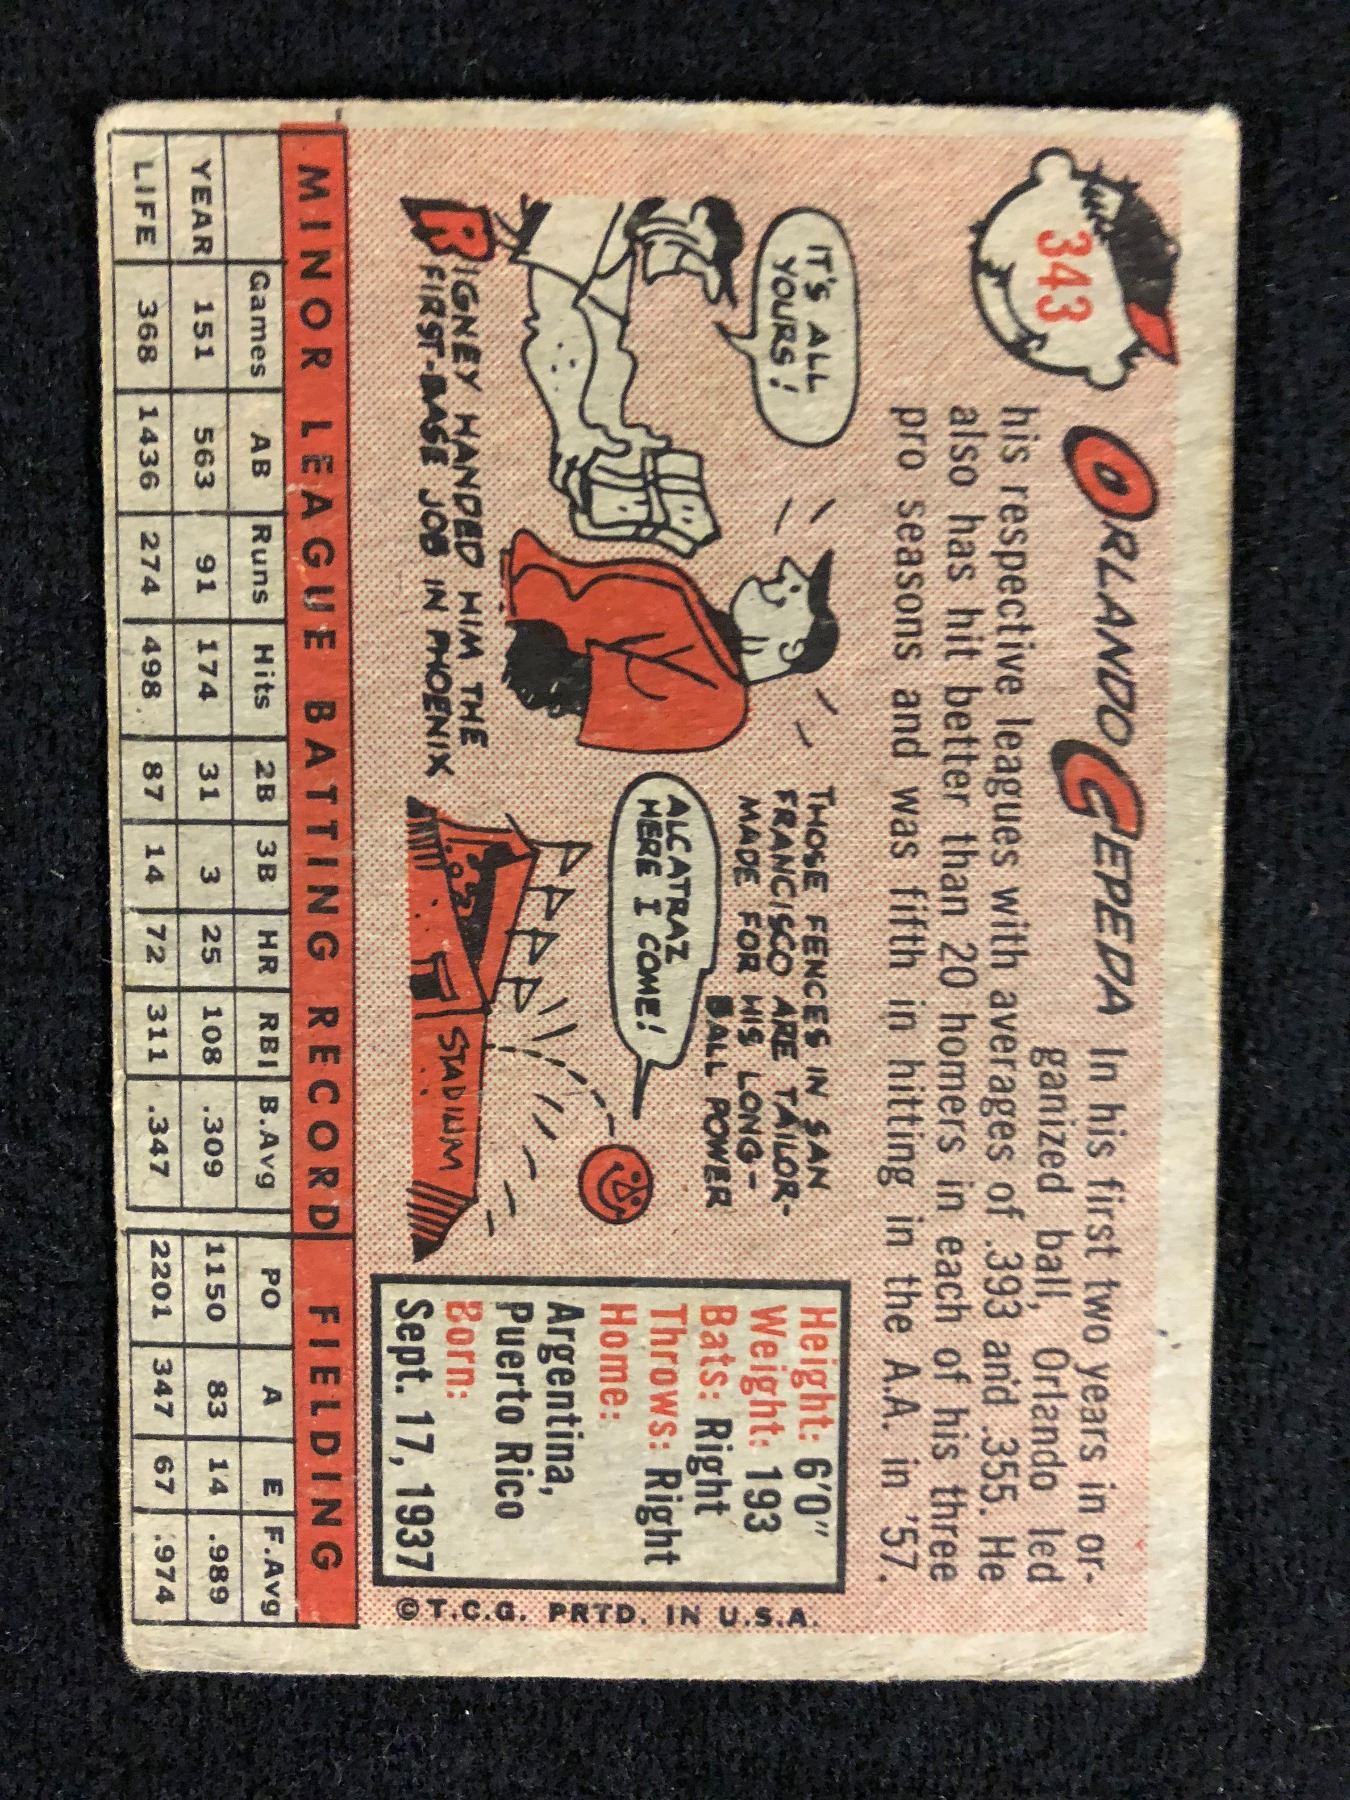 343
ORLANDO CEPEDA
In his first two years in or-
ganized ball, Orlando led
his respective leagues with averages of .393 and .355. He
also has hit better than 20 homers in each of his three
pro seasons and was fifth in hitting in the A.A. in '57.
IT'S ALL
YOURS!
RIGNEY HANDED HIM THE
FIRST-BASE JOB IN PHOENIX
THOSE FENCES IN SAN
FRANCISCO ARE TAILOR-
MADE FOR HIS LONG-
BALL POWER
ALCATRAZ
HERE I COME!
STADIUM
Height: 6'0"
Weight: 193
Bats: Right
Throws: Right
Home:
Argentina,
Puerto Rico
Born:
Sept. 17, 1937
©T.C.G. PRTD. IN U.S.A.
MINOR LEAGUE BATTING RECORD FIELDING
Games AB Runs Hits 2B 3B HR RBI B.Avg PO A E F.Avg
YEAR 151 563 91 174 31 3 25 108 .309 1150 83 14 .989
LIFE 368 1436 274 498 87 14 72 311 .347 2201 347 67 .974